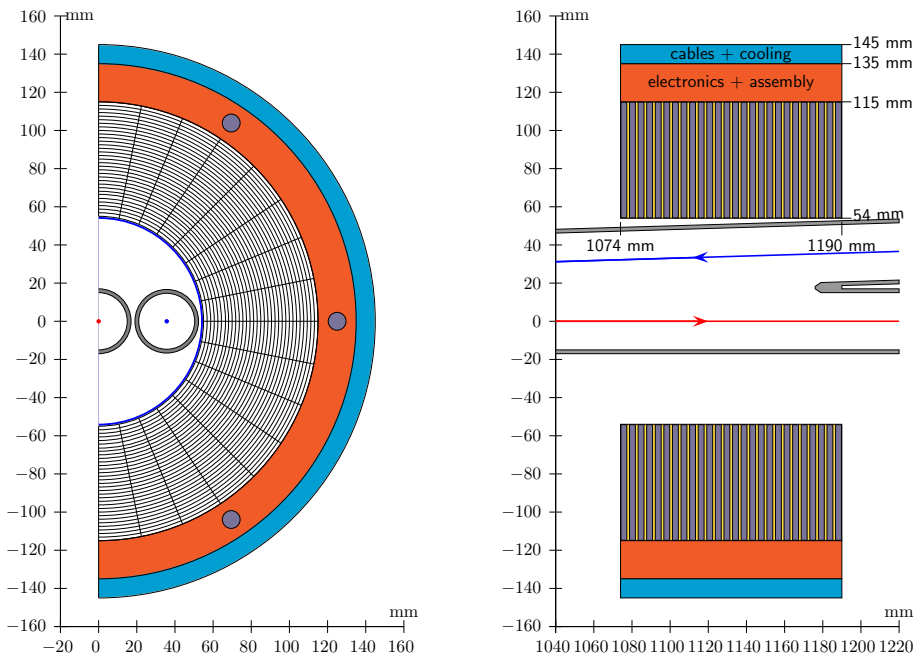 160
mm
140
120
100
80
60
40
20
0
−20
−40
−60
−80
−100
−120
−140
−160
mm
−20 0 20 40 60 80 100 120 140 160
160
mm
140
120
100
80
60
40
20
0
−20
−40
−60
−80
−100
−120
−140
−160
145 mm
cables + cooling
135 mm
electronics + assembly
115 mm
54 mm
1074 mm
1190 mm
mm
1040 1060 1080 1100 1120 1140 1160 1180 1200 1220